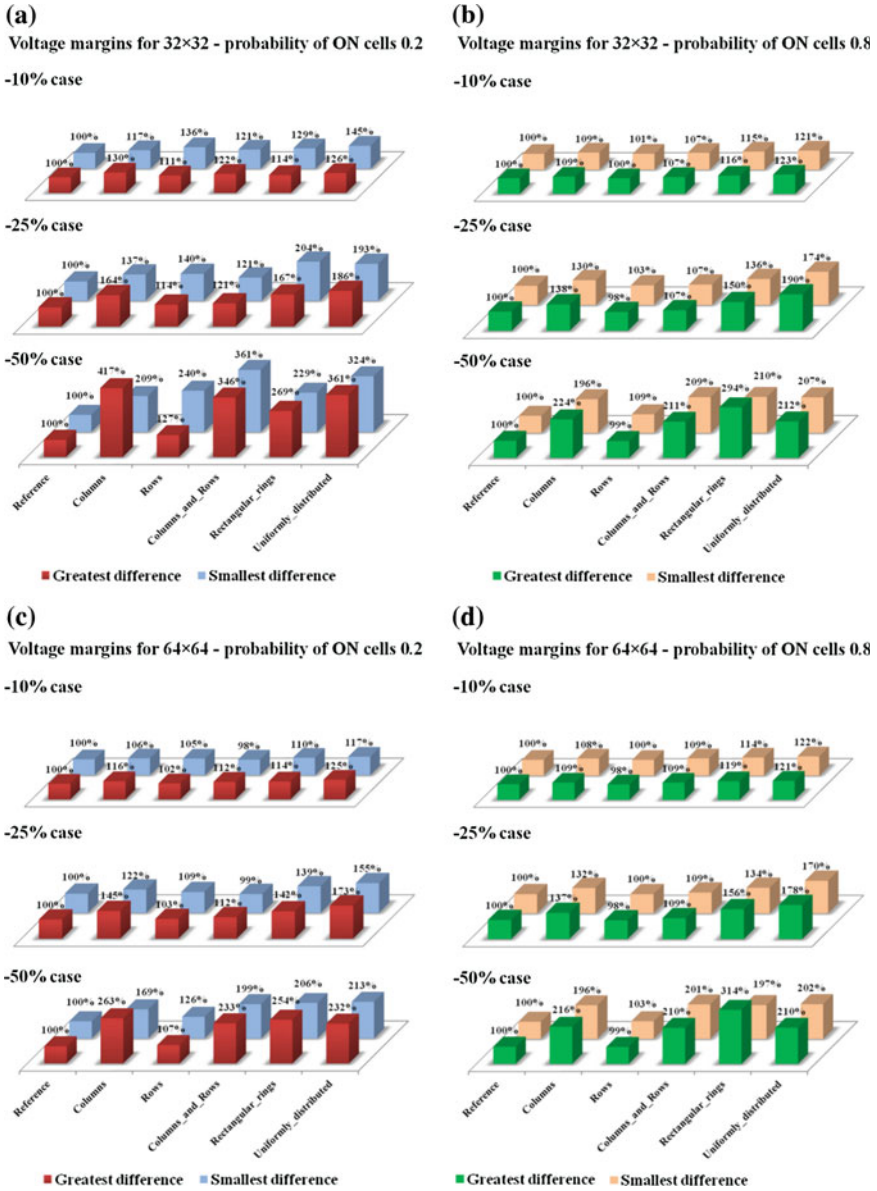 (a)
Voltage margins for 32×32 - probability of ON cells 0.2
-10% case
100% 117% 136% 121% 129% 145%
100% 130% 111% 122% 114% 126%
-25% case
100% 137% 140% 121% 204% 193%
100% 164% 114% 121% 167% 186%
-50% case
100% 209% 240% 361% 229% 324%
100% 417% 127% 346% 269% 361%
Reference
Columns
Rows
Columns_and_Rows
Rectangular_rings
Uniformly_distributed
Greatest difference Smallest difference
(b)
Voltage margins for 32×32 - probability of ON cells 0.8
-10% case
100% 109% 101% 107% 115% 121%
100% 109% 100% 107% 116% 123%
-25% case
100% 130% 103% 107% 136% 174%
100% 138% 98% 107% 150% 190%
-50% case
100% 196% 109% 209% 210% 207%
100% 224% 99% 211% 294% 212%
Reference
Columns
Rows
Columns_and_Rows
Rectangular_rings
Uniformly_distributed
Greatest difference Smallest difference
(c)
Voltage margins for 64×64 - probability of ON cells 0.2
-10% case
100% 106% 105% 98% 110% 117%
100% 116% 102% 112% 114% 125%
-25% case
100% 122% 109% 99% 139% 155%
100% 145% 103% 112% 142% 173%
-50% case
100% 169% 126% 199% 206% 213%
100% 263% 107% 233% 254% 232%
Reference
Columns
Rows
Columns_and_Rows
Rectangular_rings
Uniformly_distributed
Greatest difference Smallest difference
(d)
Voltage margins for 64×64 - probability of ON cells 0.8
-10% case
100% 108% 100% 109% 114% 122%
100% 109% 98% 109% 119% 121%
-25% case
100% 132% 100% 109% 134% 170%
100% 137% 98% 109% 156% 178%
-50% case
100% 196% 103% 201% 197% 202%
100% 216% 99% 210% 314% 210%
Reference
Columns
Rows
Columns_and_Rows
Rectangular_rings
Uniformly_distributed
Greatest difference Smallest difference